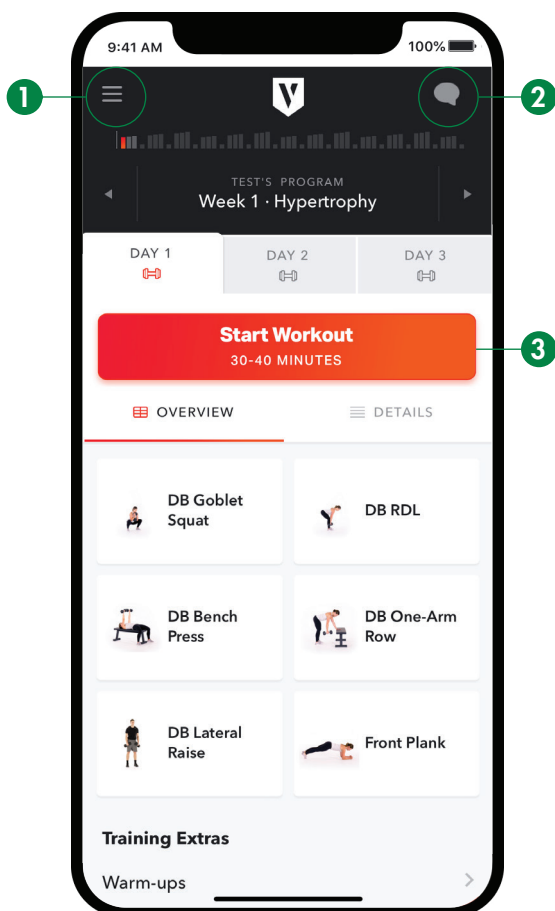 9:41 AM
100%
1
2
V
TEST'S PROGRAM
Week 1 · Hypertrophy
DAY 1
DAY 2
DAY 3
Start Workout
30-40 MINUTES
3
OVERVIEW
DETAILS
DB Goblet
Squat
DB RDL
DB Bench
Press
DB One-Arm
Row
DB Lateral
Raise
Front Plank
Training Extras
Warm-ups